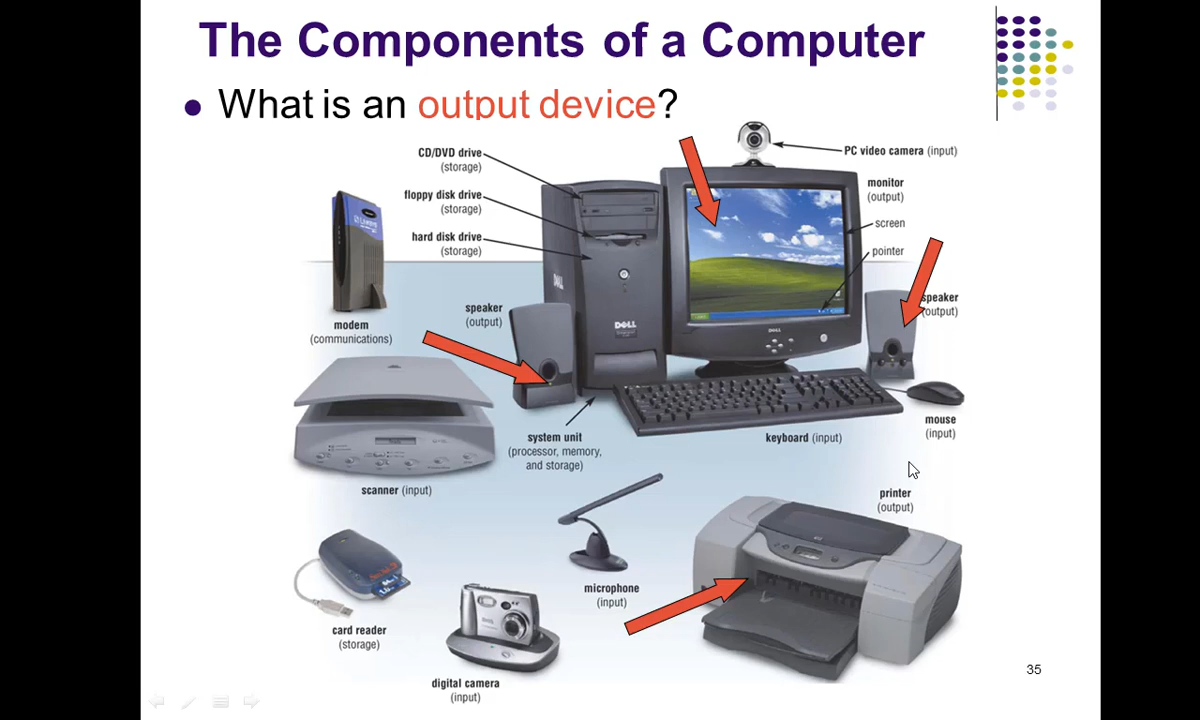 The Components of a Computer
What is an output device?
CD/DVD drive
(storage)
floppy disk drive
(storage)
hard disk drive
(storage)
PC video camera (input)
monitor
(output)
screen
pointer
speaker
(output)
speaker
(output)
modem
(communications)
DELL
DELL
DELL
mouse
(input)
keyboard (input)
system unit
(processor, memory,
and storage)
scanner (input)
printer
(output)
microphone
(input)
card reader
(storage)
digital camera
(input)
35